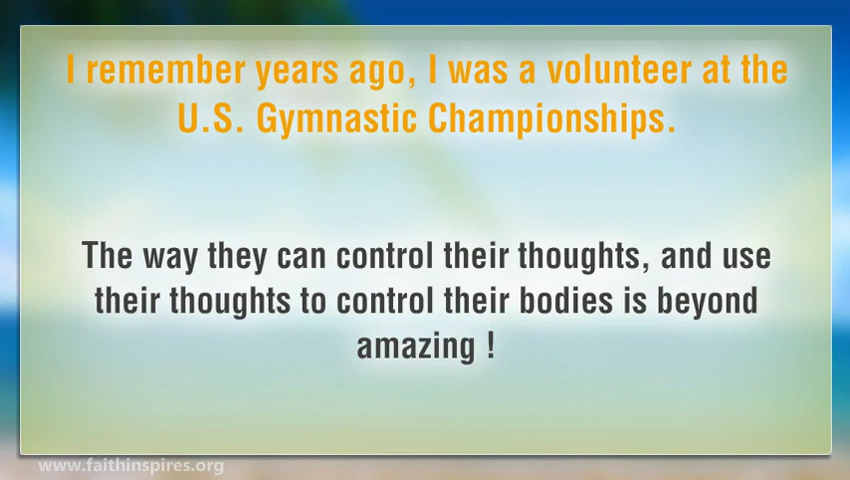 I remember years ago, I was a volunteer at the
U.S. Gymnastic Championships.
The way they can control their thoughts, and use
their thoughts to control their bodies is beyond
amazing !
www.faithinspires.org